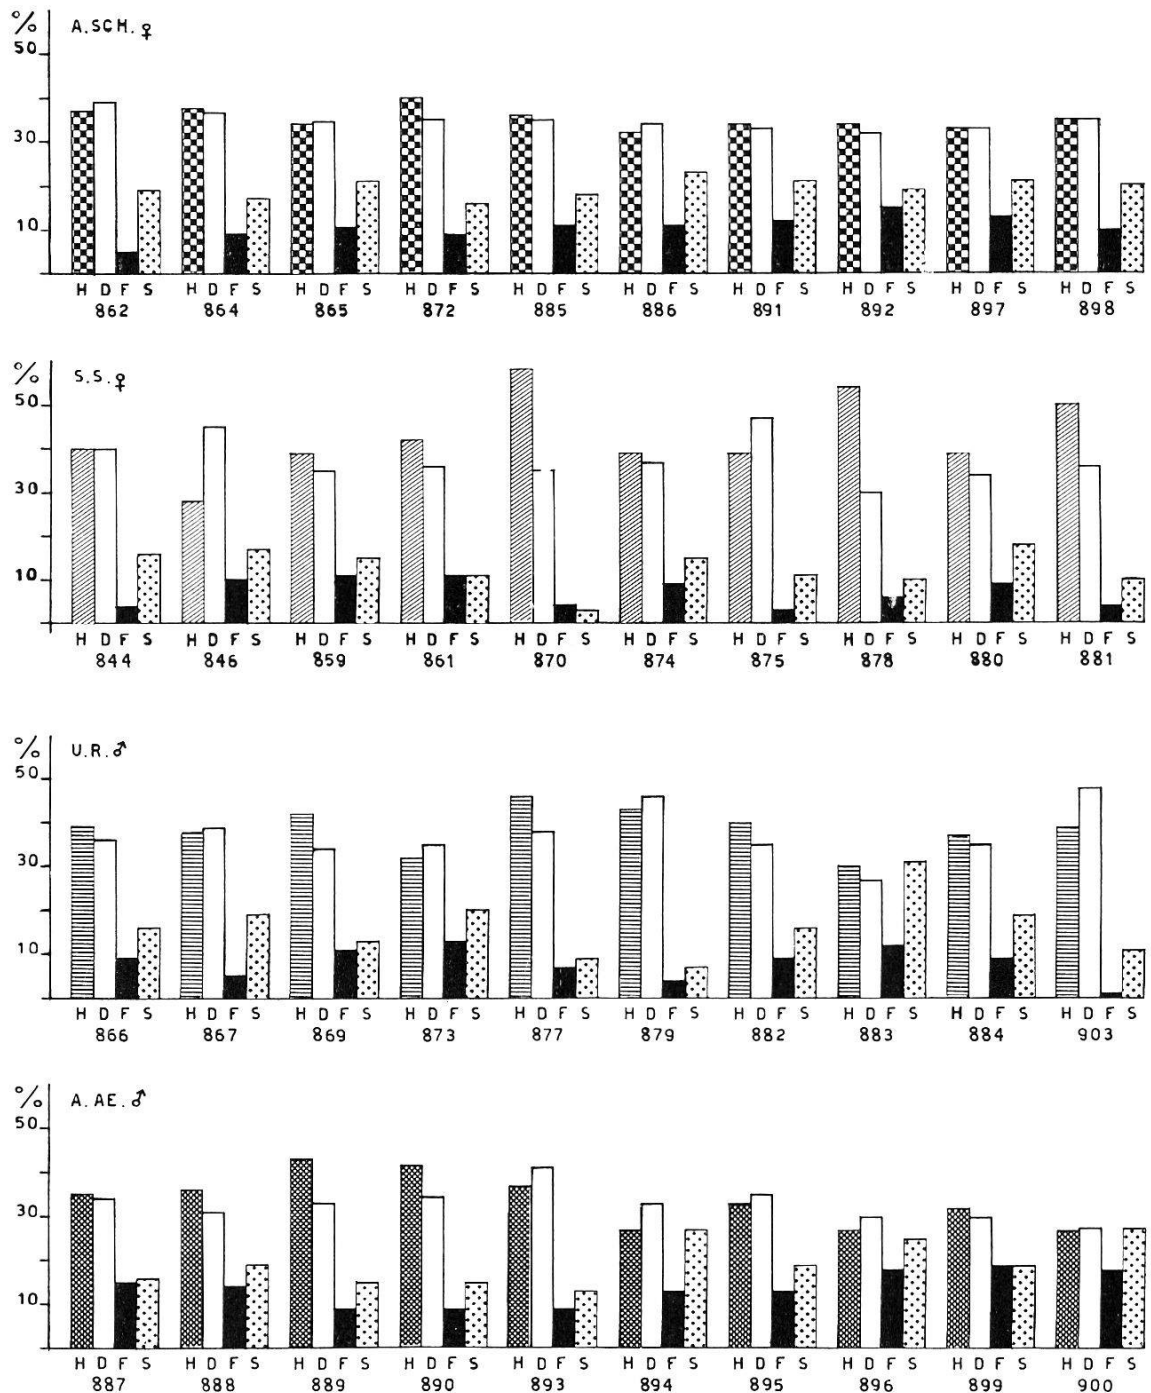 % A.SCH.♀
50
30
10
H D F S H D F S H D F S H D F S H D F S H D F S H D F S H D F S H D F S H D F S
862 864 865 872 885 886 891 892 897 898
% S.S.♀
50
30
10
H D F S H D F S H D F S H D F S H D F S H D F S H D F S H D F S H D F S H D F S
844 846 859 861 870 874 875 878 880 881
% U.R.♂
50
30
10
H D F S H D F S H D F S H D F S H D F S H D F S H D F S H D F S H D F S H D F S
866 867 869 873 877 879 882 883 884 903
% A.AE.♂
50
30
10
H D F S H D F S H D F S H D F S H D F S H D F S H D F S H D F S H D F S H D F S
887 888 889 890 893 894 895 896 899 900